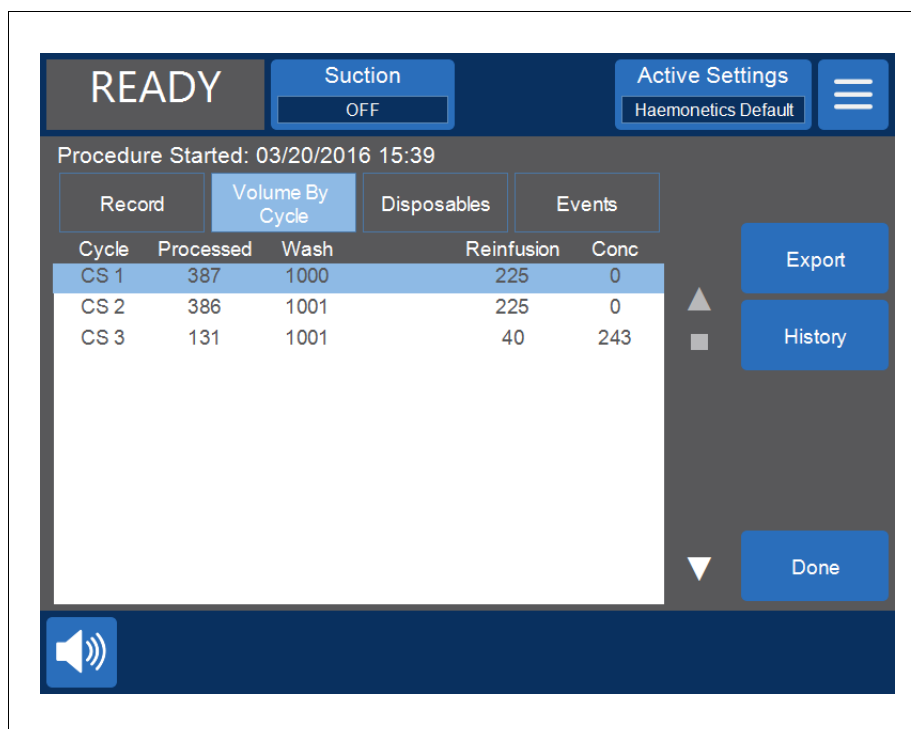 READY
Suction
OFF
Active Settings
Haemonetics Default
Procedure Started: 03/20/2016 15:39
Record
Volume By
Cycle
Disposables
Events
Cycle Processed Wash Reinfusion Conc
CS 1 387 1000 225 0
CS 2 386 1001 225 0
CS 3 131 1001 40 243
Export
History
Done